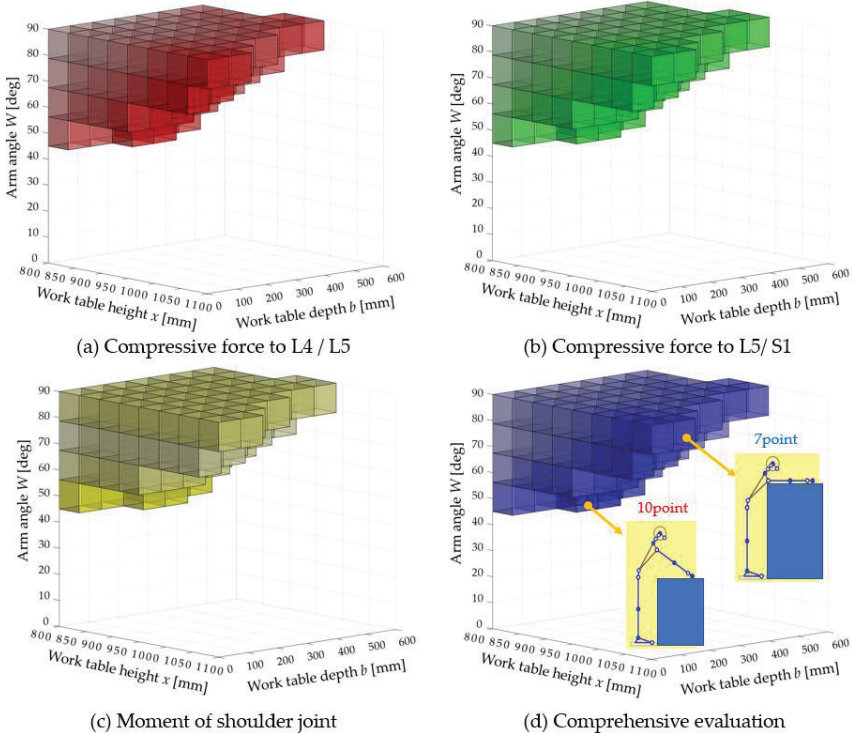 90
80
70
60
50
40
30
20
10
0
Arm angle W [deg]
800 850 900 950 1000 1050 1100
Work table height x [mm]
0 100 200 300 400 500 600
Work table depth b [mm]
(a) Compressive force to L4 / L5
90
80
70
60
50
40
30
20
10
0
Arm angle W [deg]
800 850 900 950 1000 1050 1100
Work table height x [mm]
0 100 200 300 400 500 600
Work table depth b [mm]
(b) Compressive force to L5/ S1
90
80
70
60
50
40
30
20
10
0
Arm angle W [deg]
800 850 900 950 1000 1050 1100
Work table height x [mm]
0 100 200 300 400 500 600
Work table depth b [mm]
(c) Moment of shoulder joint
90
80
70
60
50
40
30
20
10
0
Arm angle W [deg]
7point
10point
800 850 900 950 1000 1050 1100
Work table height x [mm]
0 100 200 300 400 500 600
Work table depth b [mm]
(d) Comprehensive evaluation